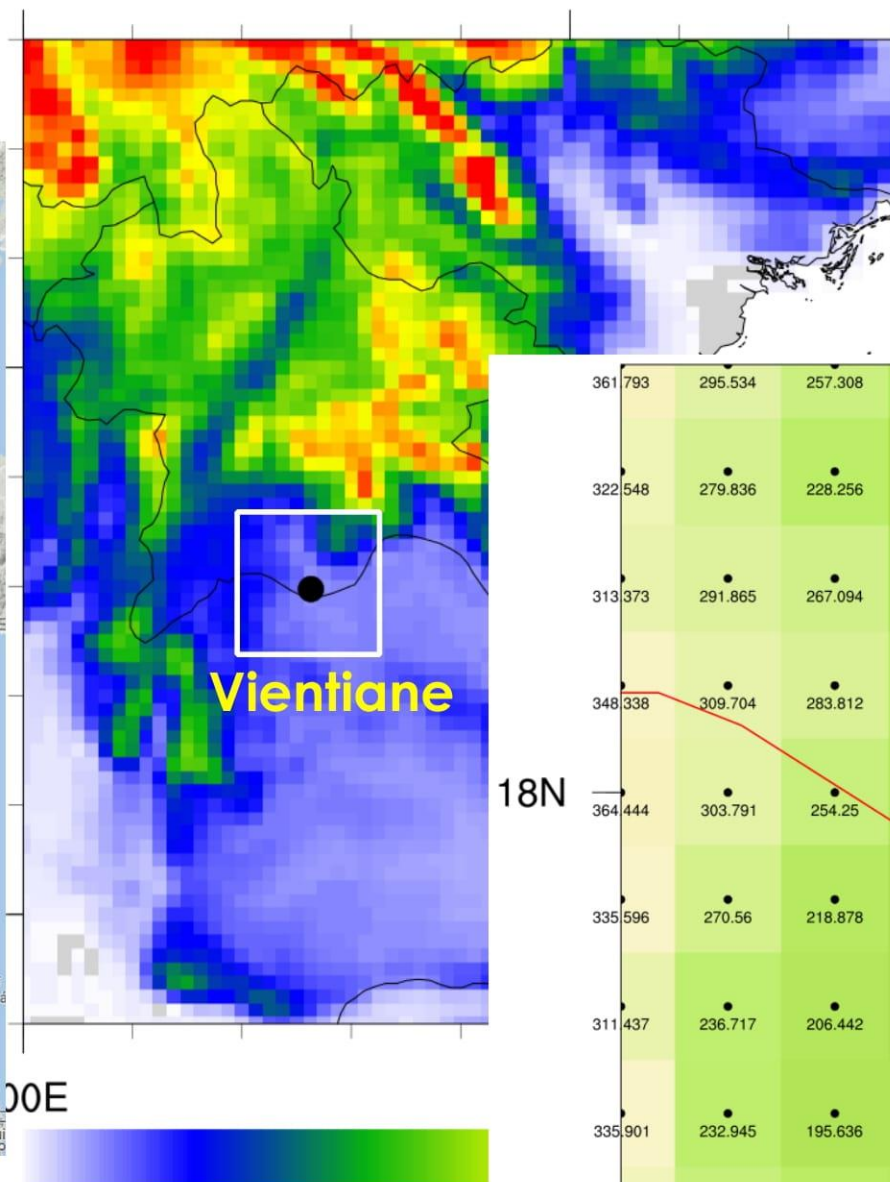 361.793 295.534 257.308
322.548 279.836 228.256
313.373 291.865 267.094
348.338 309.704 283.812
Vientiane
18N
364.444 303.791 254.25
335.596 270.56 218.878
311.437 236.717 206.442
00E
335.901 232.945 195.636